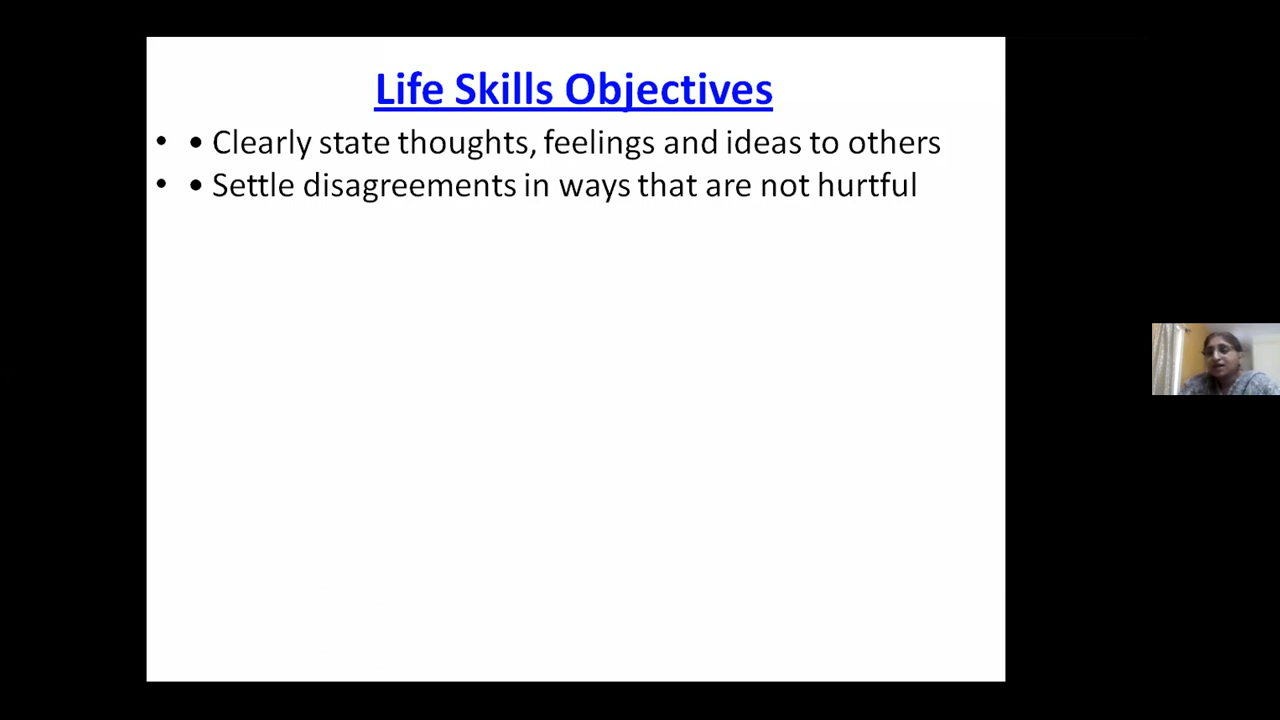 Life Skills Objectives
• • Clearly state thoughts, feelings and ideas to others
• • Settle disagreements in ways that are not hurtful